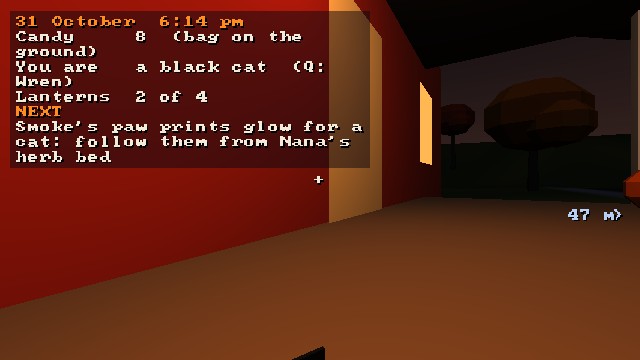 31 October  6:14 pm
Candy     8  (bag on the
ground)
You are   a black cat  (Q:
Wren)
Lanterns  2 of 4
NEXT
Smoke's paw prints glow for a
cat: follow them from Nana's
herb bed
47 m>